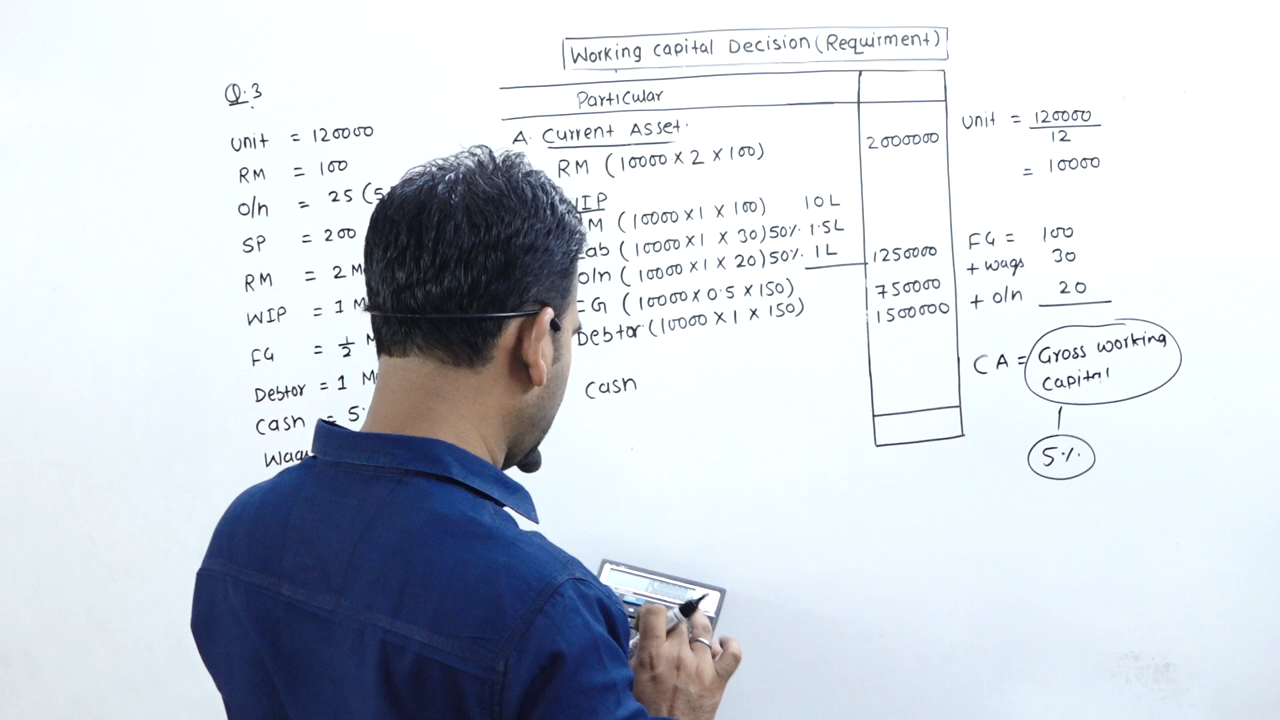 Working Capital Decision (Requirment)
Q.3
unit = 120000
RM = 100
o/n = 25 (5
SP = 200
RM = 2 M
WIP = 1 M
FG = 1/2 M
Debtor = 1 Mo
cash = 5%
Wag
Particular
A. Current Asset.
RM (10000 x 2 x 100) 2000000
WIP
RM (10000 x 1 x 100) 10 L
Lab (10000 x 1 x 30) 50% 1.5L
o/n (10000 x 1 x 20) 50% 1L 1250000
FG (10000 x 0.5 x 150) 750000
Debtor (10000 x 1 x 150) 1500000
cash
unit = 120000
12
= 10000
FG = 100
+ wags 30
+ o/n 20
CA = Gross working
capital
5%